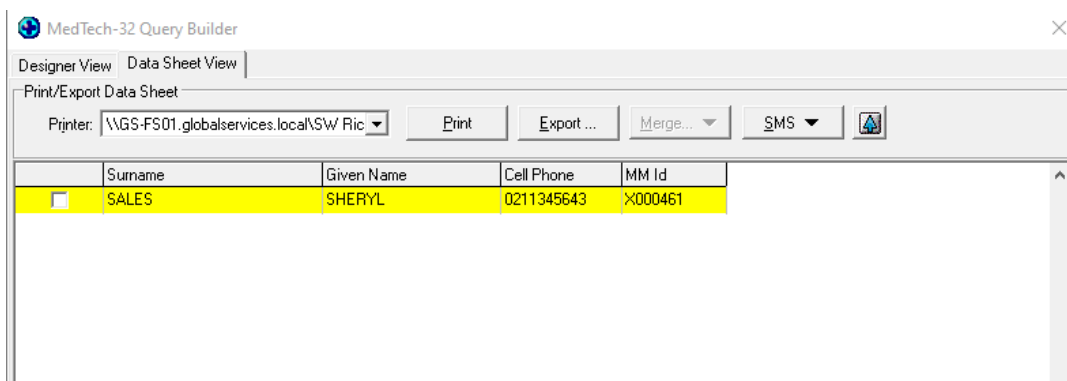 MedTech-32 Query Builder
Designer View Data Sheet View
Print/Export Data Sheet
Printer: \\GS-FS01.globalservices.local\SW Ric Print Export ... Merge... SMS
Surname Given Name Cell Phone MM Id
SALES SHERYL 0211345643 X000461